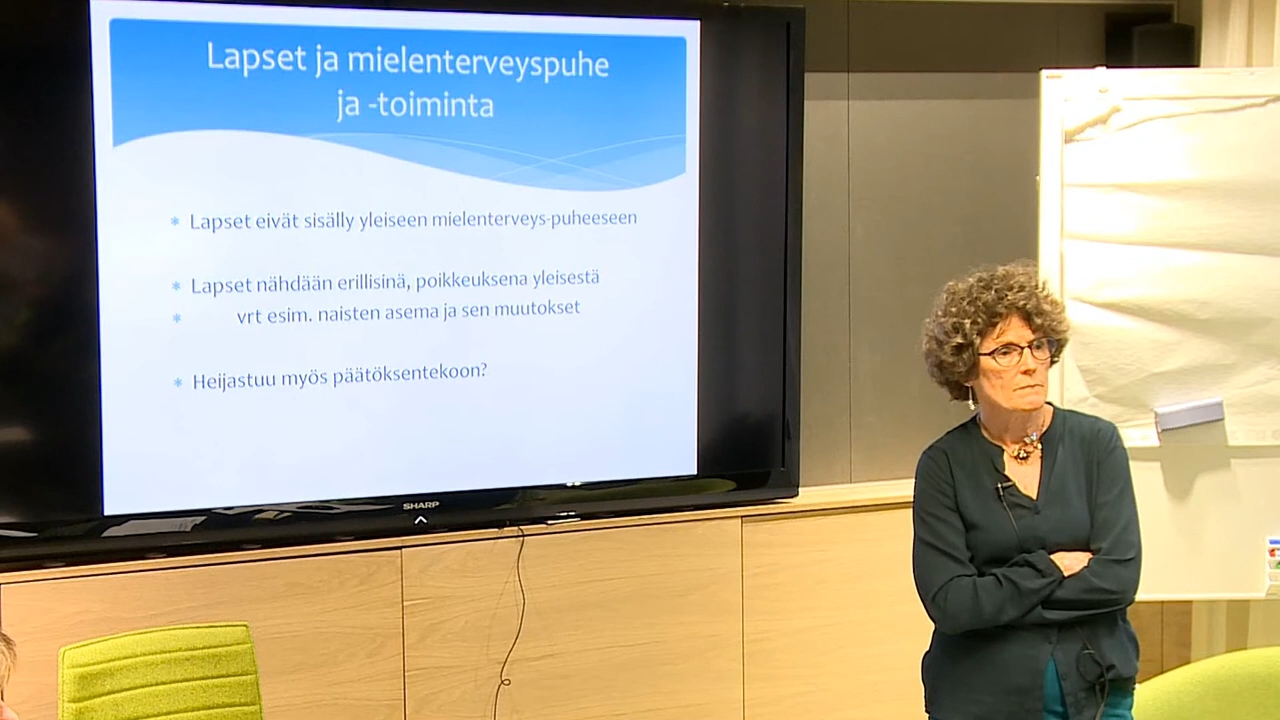 Lapset ja mielenterveyspuhe
ja -toiminta
Lapset eivät sisälly yleiseen mielenterveys-puheeseen
Lapset nähdään erillisinä, poikkeuksena yleisestä
vrt esim. naisten asema ja sen muutokset
Heijastuu myös päätöksentekoon?
SHARP